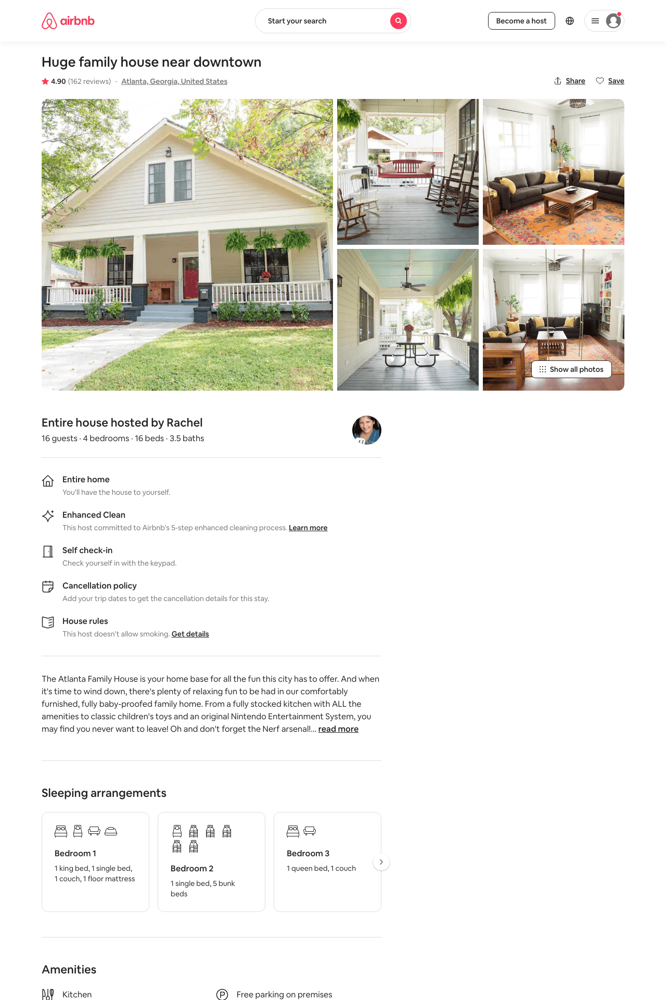 airbnb
Start your search
Become a host
Huge family house near downtown
4.90 (162 reviews) · Atlanta, Georgia, United States
Share
Save
746
Show all photos
Entire house hosted by Rachel
16 guests · 4 bedrooms · 16 beds · 3.5 baths
Entire home
You’ll have the house to yourself.
Enhanced Clean
This host committed to Airbnb's 5-step enhanced cleaning process. Learn more
Self check-in
Check yourself in with the keypad.
Cancellation policy
Add your trip dates to get the cancellation details for this stay.
House rules
This host doesn’t allow smoking. Get details
The Atlanta Family House is your home base for all the fun this city has to offer. And when
it's time to wind down, there's plenty of relaxing fun to be had in our comfortably
furnished, fully baby-proofed family home. From a fully stocked kitchen with ALL the
amenities to classic children's toys and an original Nintendo Entertainment System, you
may find you never want to leave! Oh and don't forget the Nerf arsenal!... read more
Sleeping arrangements
Bedroom 1
1 king bed, 1 single bed,
1 couch, 1 floor mattress
Bedroom 2
1 single bed, 5 bunk
beds
Bedroom 3
1 queen bed, 1 couch
Amenities
Kitchen
Free parking on premises